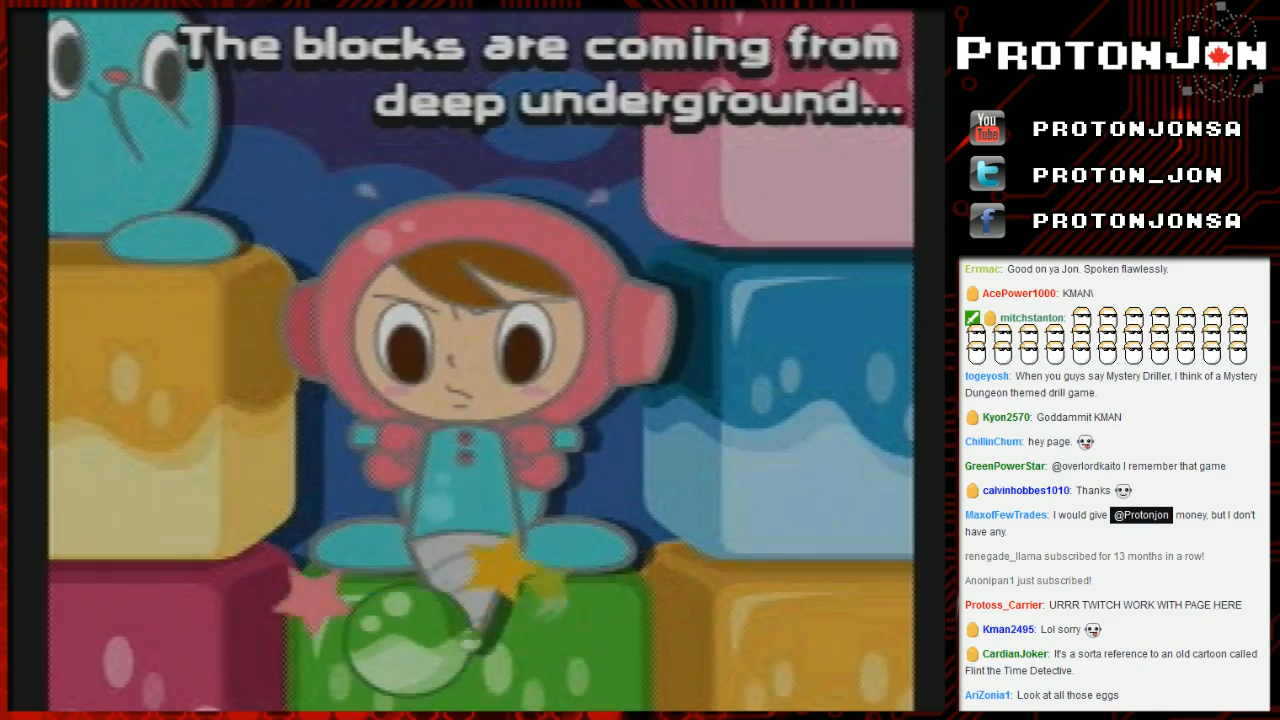 The blocks are coming from
deep underground...
PROTONJON
You
Tube
PROTONJONSA
t
PROTON_JON
f
PROTONJONSA
Errmac: Good on ya Jon. Spoken flawlessly.
AcePower1000: KMAN\
mitchstanton:
togeyosh: When you guys say Mystery Driller, I think of a Mystery
Dungeon themed drill game.
Kyon2570: Goddammit KMAN
ChillinChum: hey page.
GreenPowerStar: @overlordkaito I remember that game
calvinhobbes1010: Thanks
MaxofFewTrades: I would give @Protonjon money, but I don't
have any.
renegade_llama subscribed for 13 months in a row!
Anonipan1 just subscribed!
Protoss_Carrier: URRR TWITCH WORK WITH PAGE HERE
Kman2495: Lol sorry
CardianJoker: It's a sorta reference to an old cartoon called
Flint the Time Detective.
AriZonia1: Look at all those eggs